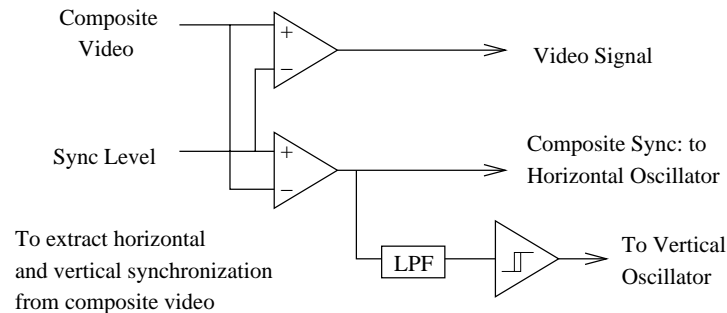 Composite
Video
+
−
Video Signal
Sync Level
+
−
Composite Sync: to
Horizontal Oscillator
To extract horizontal
and vertical synchronization
from composite video
LPF
To Vertical
Oscillator